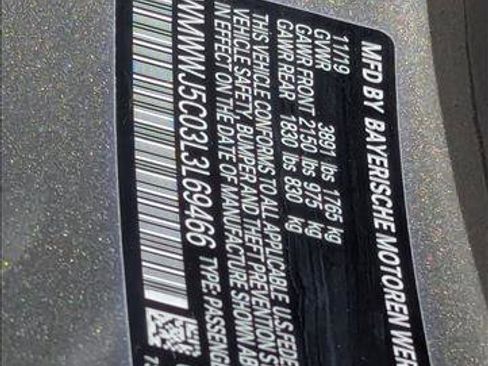 MFD BY BAYERISCHE MOTOREN WER
11/19
GVWR 3891 lbs 1765 kg
GAWR FRONT 2150 lbs 975 kg
GAWR REAR 1830 lbs 830 kg
THIS VEHICLE CONFORMS TO ALL APPLICABLE U.S. FEDE
VEHICLE SAFETY, BUMPER AND THEFT PREVENTION S
IN EFFECT ON THE DATE OF MANUFACTURE SHOWN AB
WMWWJ5C03L3L69466 TYPE: PASSENG